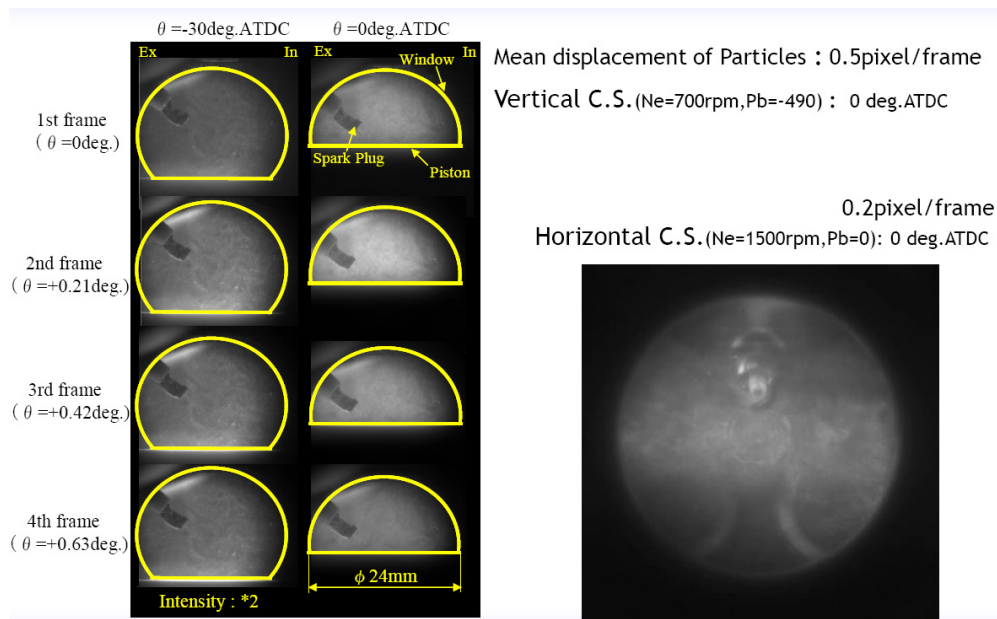 θ =-30deg.ATDC
θ =0deg.ATDC
Ex In
Ex In
Window
1st frame
( θ =0deg.)
Spark Plug
Piston
2nd frame
( θ =+0.21deg.)
3rd frame
( θ =+0.42deg.)
4th frame
( θ =+0.63deg.)
Intensity : *2
ϕ 24mm
Mean displacement of Particles : 0.5pixel/frame
Vertical C.S.(Ne=700rpm,Pb=-490) : 0 deg.ATDC
0.2pixel/frame
Horizontal C.S.(Ne=1500rpm,Pb=0): 0 deg.ATDC